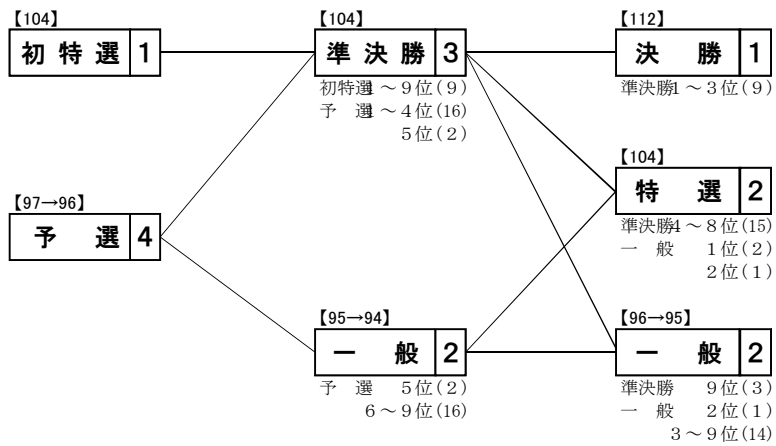 【104】
初特選 1
【97→96】
予選 4
【104】
準決勝 3
初特選1～9位(9)
予選1～4位(16)
5位(2)
【95→94】
一般 2
予選 5位(2)
6～9位(16)
【112】
決勝 1
準決勝1～3位(9)
【104】
特選 2
準決勝4～8位(15)
一般 1位(2)
2位(1)
【96→95】
一般 2
準決勝 9位(3)
一般 2位(1)
3～9位(14)